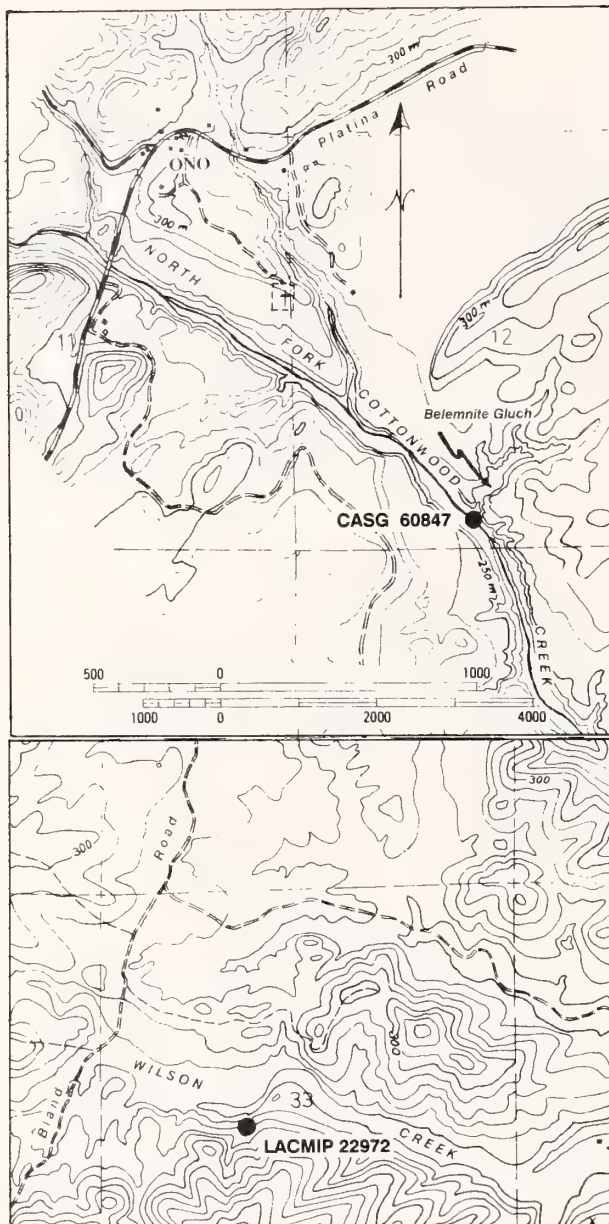 300 m
Platina Road
ONO
300 m
NORTH
FORK
COTTONWOOD
CREEK
300 m
11
12
Belemnite Gluch
CASG 60847
250 m
500 0 1000
1000 0 2000 4000
300
300
Road
300
WILSON
33
CREEK
Bland
LACMIP 22972